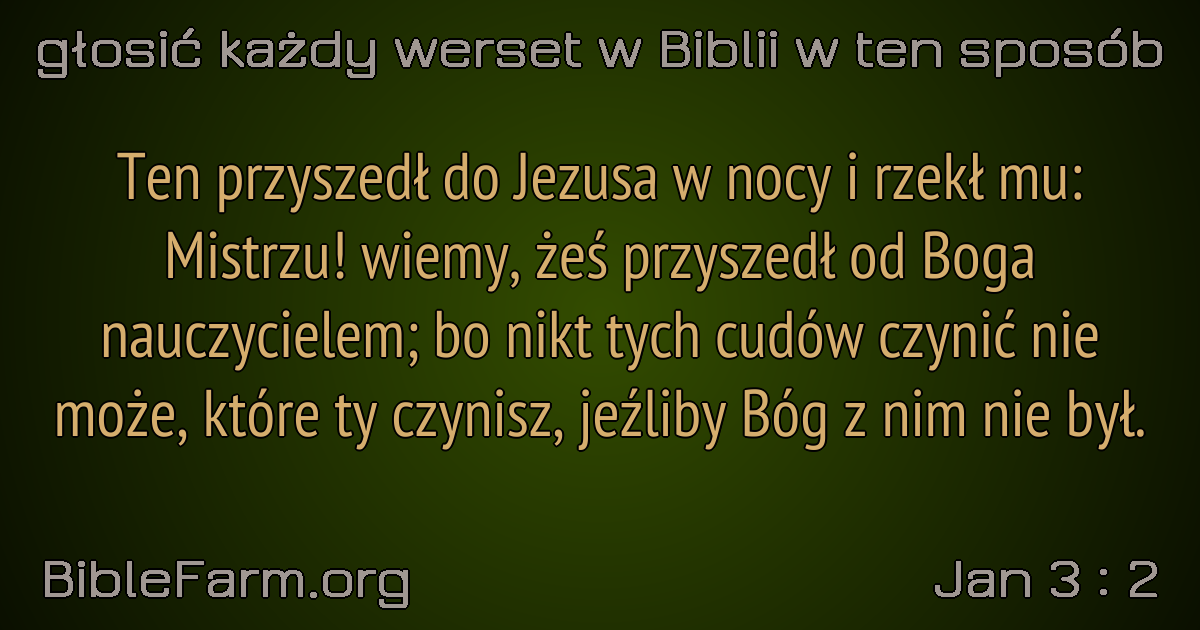 głosić każdy werset w Biblii w ten sposób
Ten przyszedł do Jezusa w nocy i rzekł mu:
Mistrzu! wiemy, żeś przyszedł od Boga
nauczycielem; bo nikt tych cudów czynić nie
może, które ty czynisz, jeźliby Bóg z nim nie był.
BibleFarm.org
Jan 3 : 2